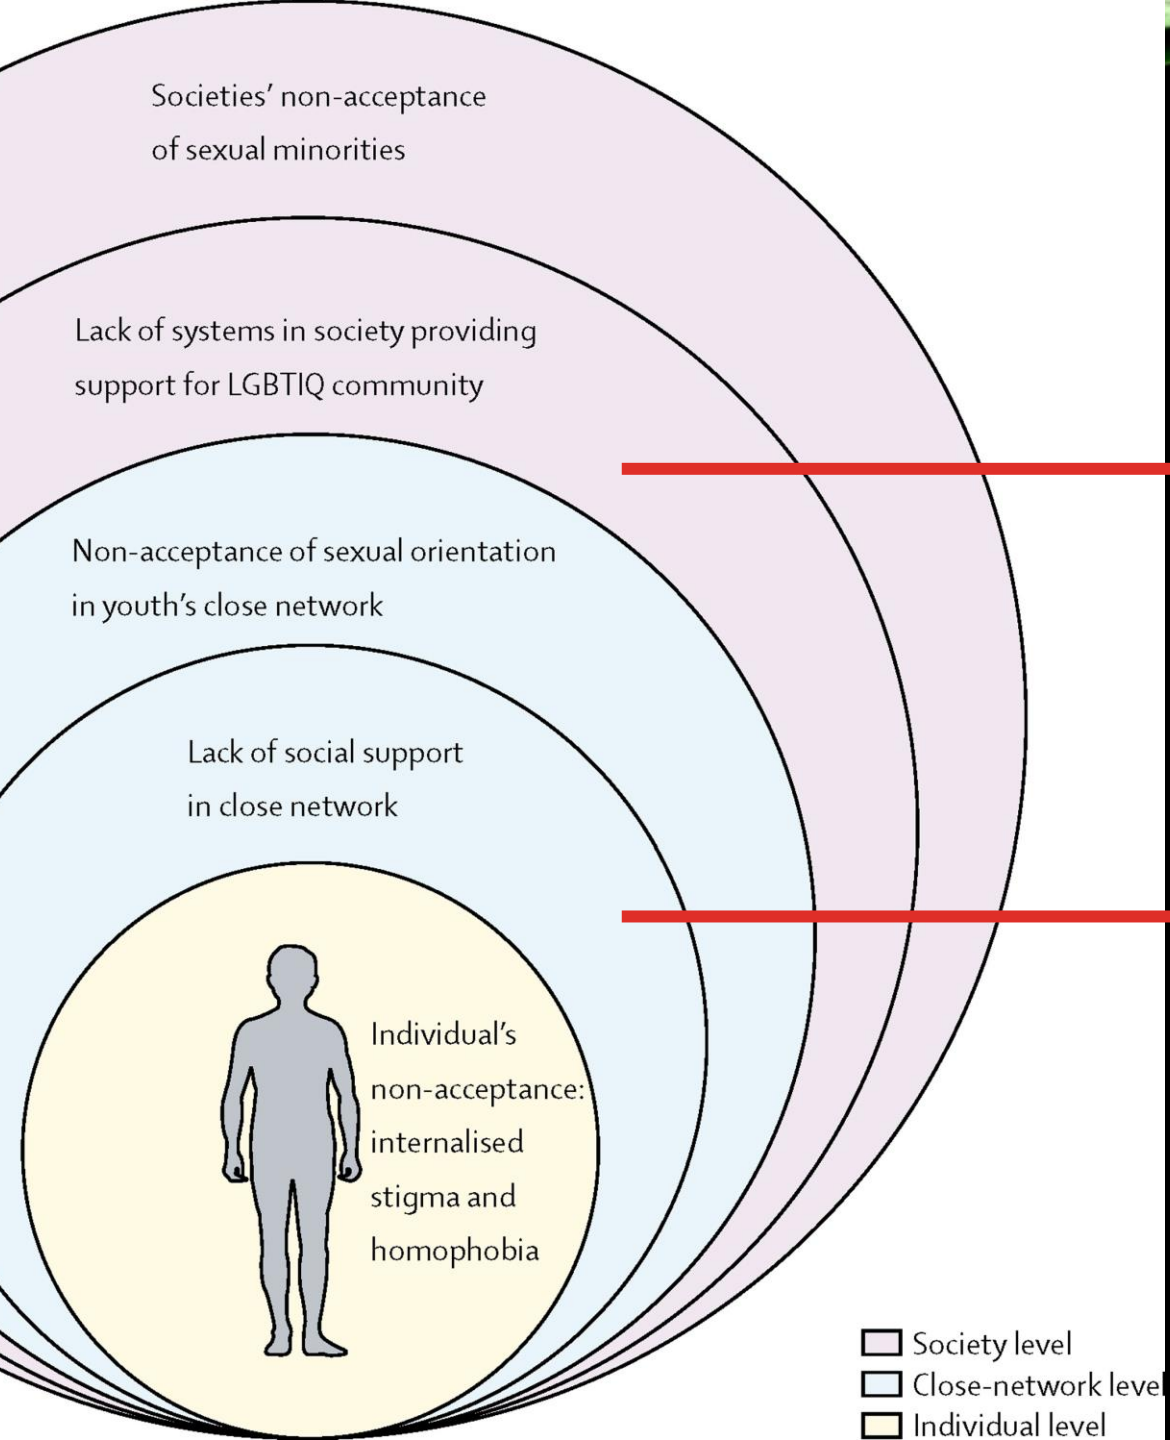 Societies’ non-acceptance
of sexual minorities
Lack of systems in society providing
support for LGBTIQ community
Non-acceptance of sexual orientation
in youth’s close network
Lack of social support
in close network
Individual’s
non-acceptance:
internalised
stigma and
homophobia
Society level
Close-network level
Individual level